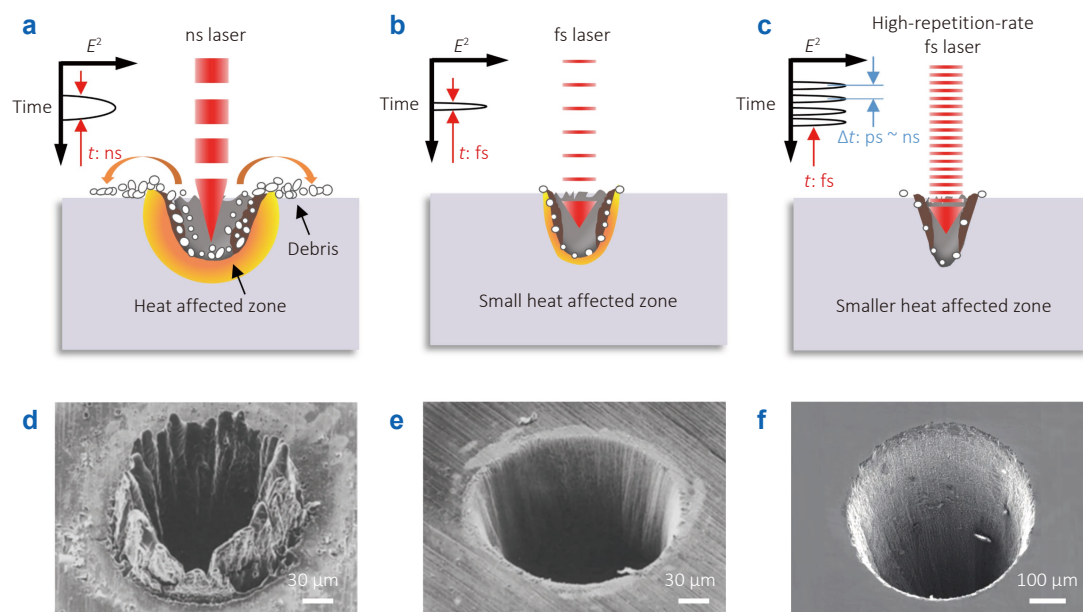 a
ns laser
E²
Time
t: ns
Debris
Heat affected zone
b
fs laser
E²
Time
t: fs
Small heat affected zone
c
High-repetition-rate
fs laser
E²
Time
Δt: ps ~ ns
t: fs
Smaller heat affected zone
d
30 μm
e
30 μm
f
100 μm